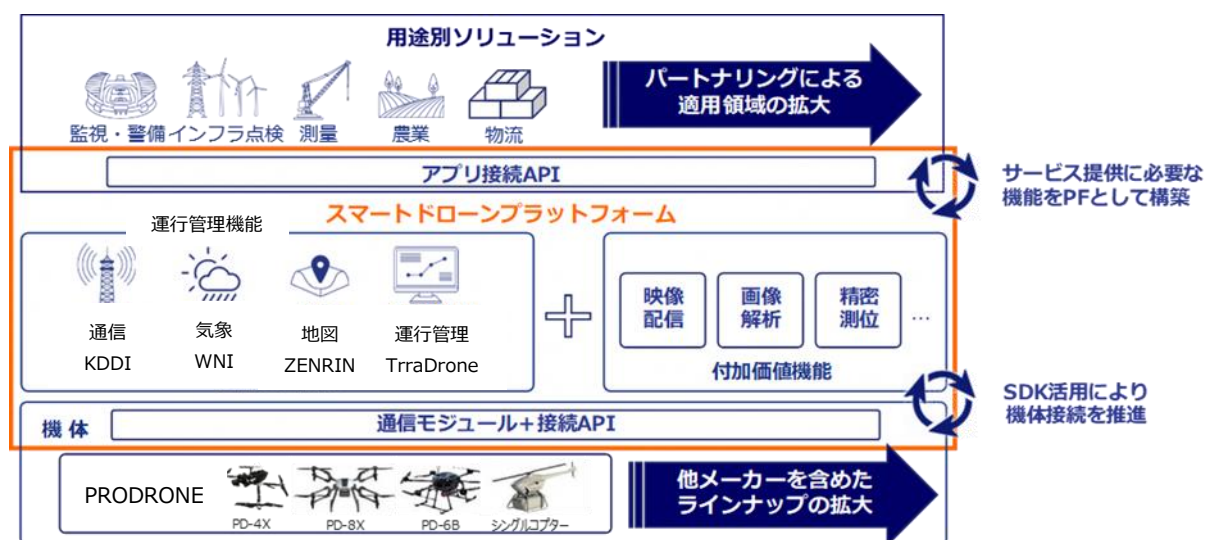 用途別ソリューション
パートナリングによる
適用領域の拡大
監視・警備 インフラ点検 測量 農業 物流
アプリ接続API
サービス提供に必要な
機能をPFとして構築
スマートドローンプラットフォーム
運行管理機能
通信 気象 地図 運行管理
KDDI WNI ZENRIN TrraDrone
映像
配信
画像
解析
精密
測位
…
付加価値機能
SDK活用により
機体接続を推進
機体
通信モジュール+接続API
PRODRONE
PD-4X PD-8X PD-6B シングルコプター
他メーカーを含めた
ラインナップの拡大